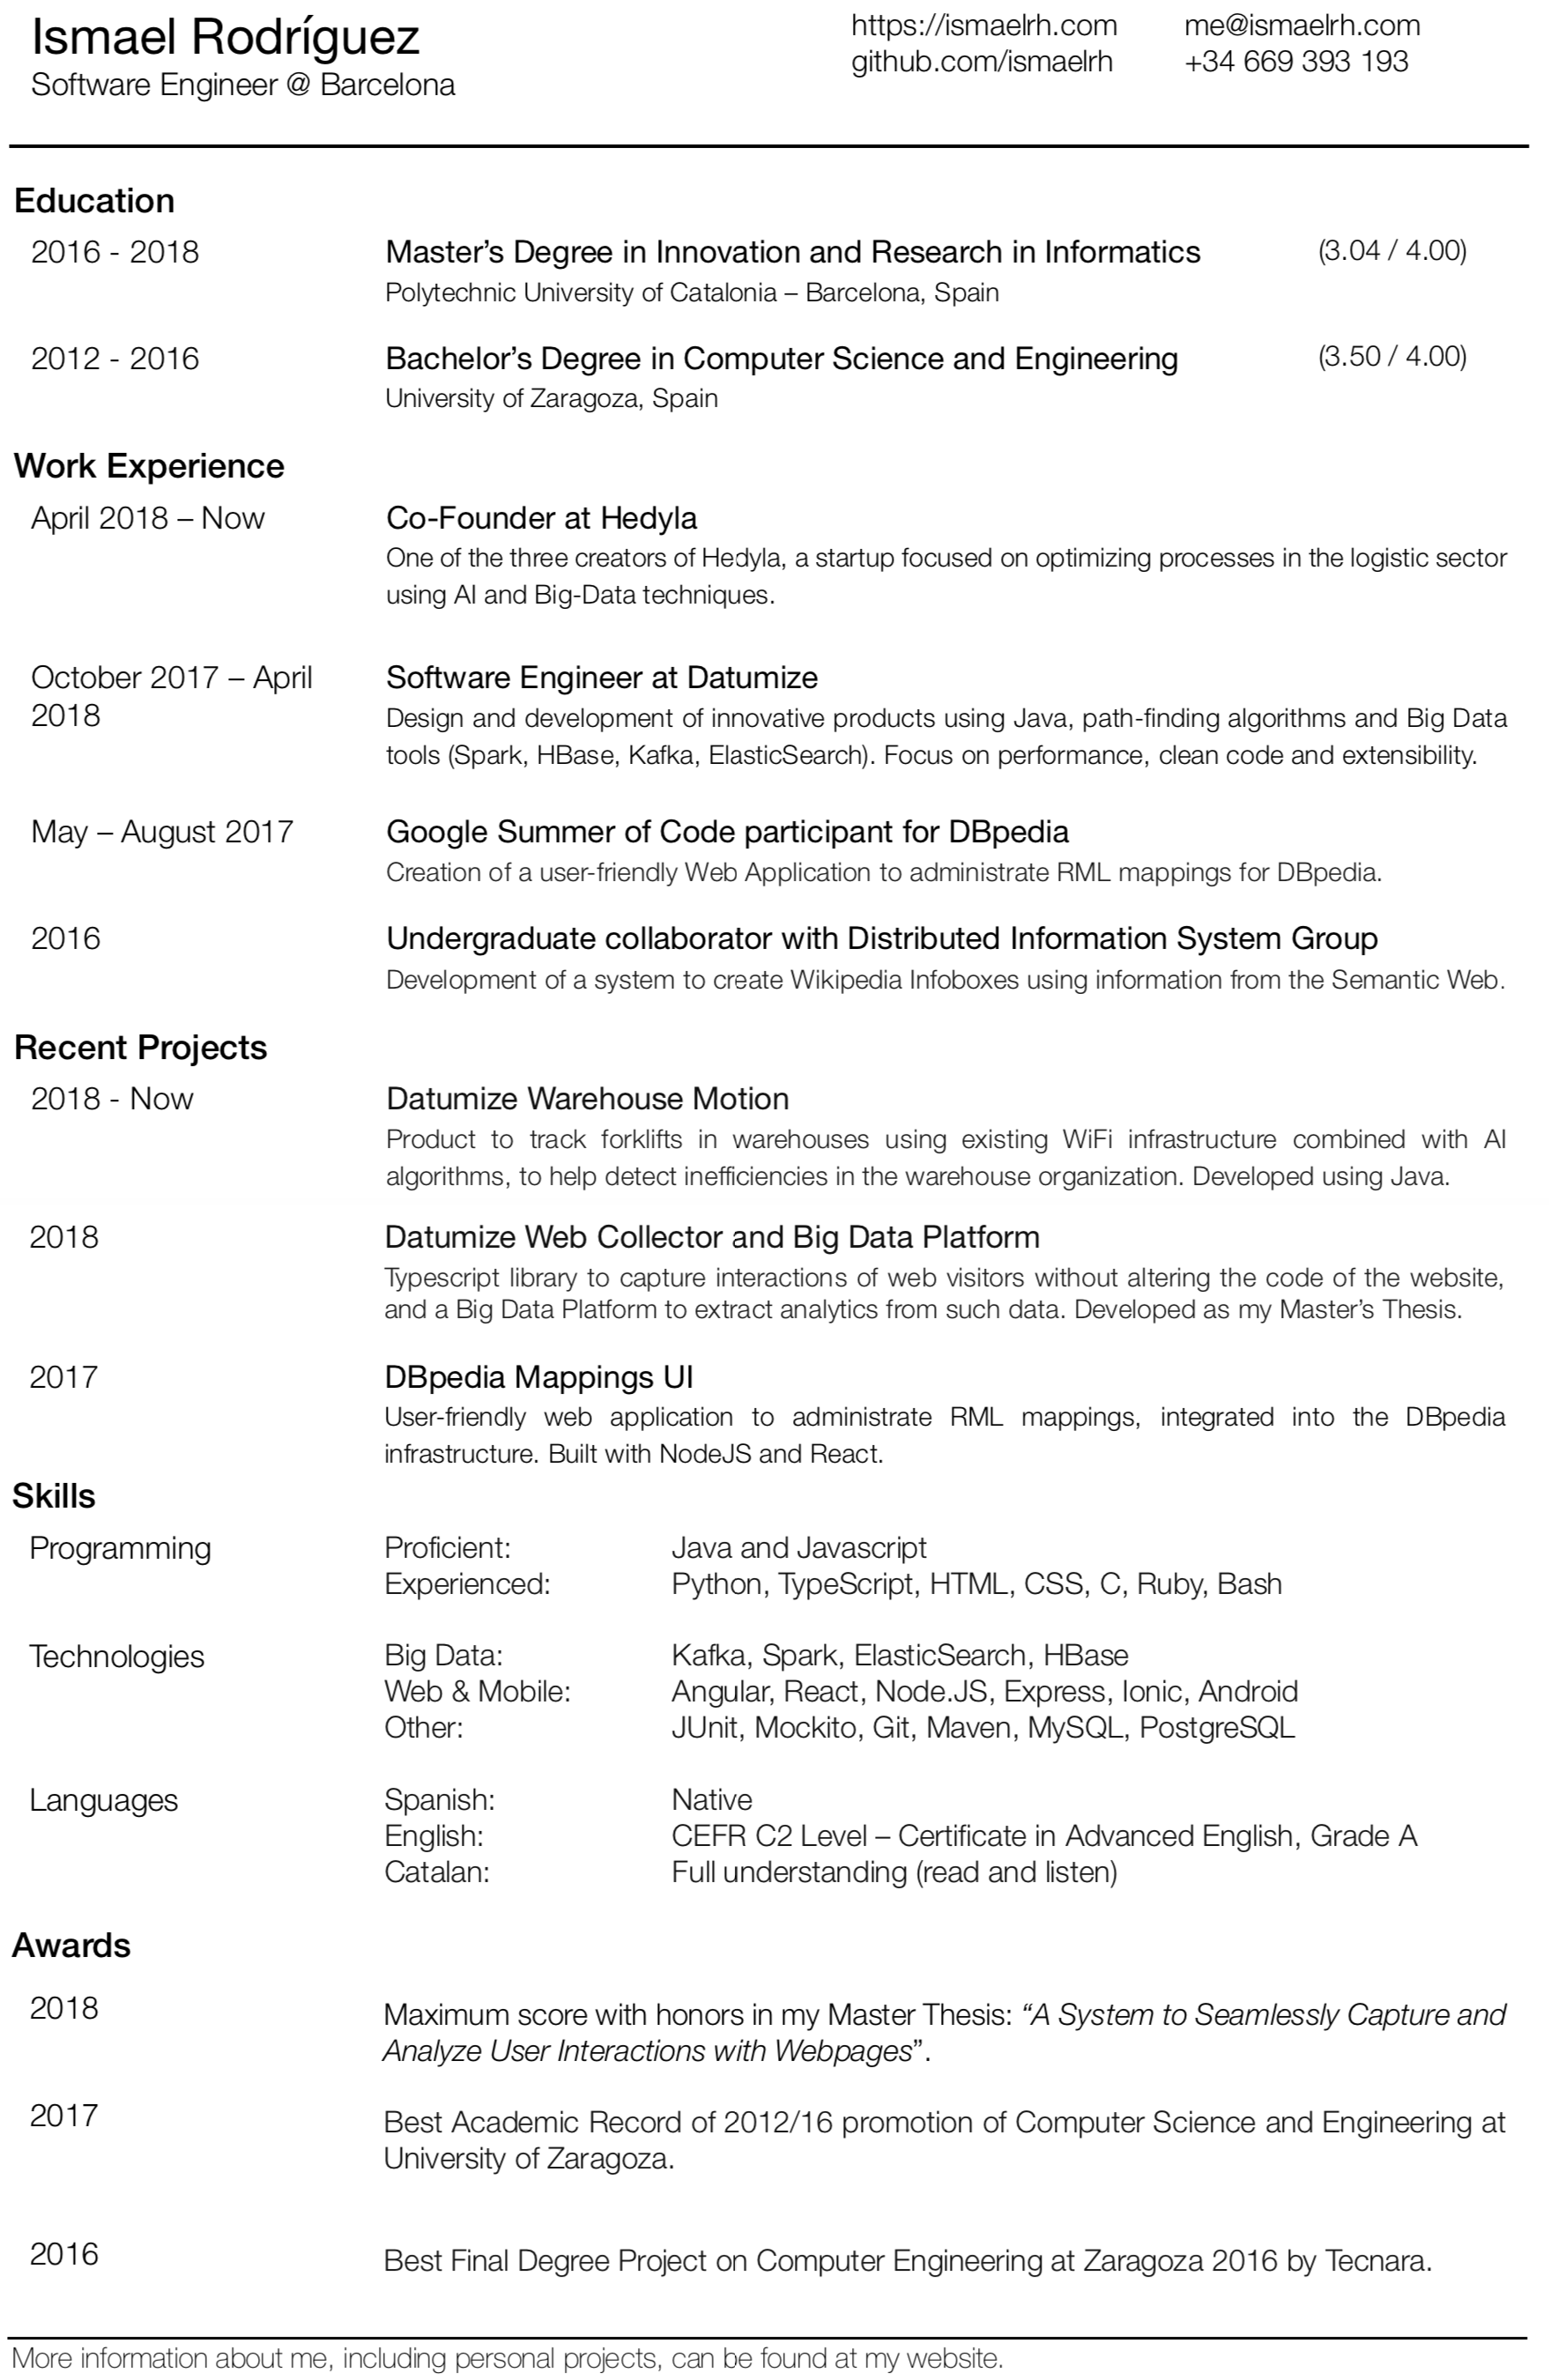 Ismael Rodríguez
Software Engineer @ Barcelona
https://ismaelrh.com me@ismaelrh.com
github.com/ismaelrh +34 669 393 193
Education
2016 - 2018 Master’s Degree in Innovation and Research in Informatics (3.04 / 4.00)
Polytechnic University of Catalonia – Barcelona, Spain
2012 - 2016 Bachelor’s Degree in Computer Science and Engineering (3.50 / 4.00)
University of Zaragoza, Spain
Work Experience
April 2018 – Now Co-Founder at Hedyla
One of the three creators of Hedyla, a startup focused on optimizing processes in the logistic sector
using AI and Big-Data techniques.
October 2017 – April Software Engineer at Datumize
2018 Design and development of innovative products using Java, path-finding algorithms and Big Data
tools (Spark, HBase, Kafka, ElasticSearch). Focus on performance, clean code and extensibility.
May – August 2017 Google Summer of Code participant for DBpedia
Creation of a user-friendly Web Application to administrate RML mappings for DBpedia.
2016 Undergraduate collaborator with Distributed Information System Group
Development of a system to create Wikipedia Infoboxes using information from the Semantic Web.
Recent Projects
2018 - Now Datumize Warehouse Motion
Product to track forklifts in warehouses using existing WiFi infrastructure combined with AI
algorithms, to help detect inefficiencies in the warehouse organization. Developed using Java.
2018 Datumize Web Collector and Big Data Platform
Typescript library to capture interactions of web visitors without altering the code of the website,
and a Big Data Platform to extract analytics from such data. Developed as my Master’s Thesis.
2017 DBpedia Mappings UI
User-friendly web application to administrate RML mappings, integrated into the DBpedia
infrastructure. Built with NodeJS and React.
Skills
Programming Proficient: Java and Javascript
Experienced: Python, TypeScript, HTML, CSS, C, Ruby, Bash
Technologies Big Data: Kafka, Spark, ElasticSearch, HBase
Web & Mobile: Angular, React, Node.JS, Express, Ionic, Android
Other: JUnit, Mockito, Git, Maven, MySQL, PostgreSQL
Languages Spanish: Native
English: CEFR C2 Level – Certificate in Advanced English, Grade A
Catalan: Full understanding (read and listen)
Awards
2018 Maximum score with honors in my Master Thesis: “A System to Seamlessly Capture and
Analyze User Interactions with Webpages”.
2017 Best Academic Record of 2012/16 promotion of Computer Science and Engineering at
University of Zaragoza.
2016 Best Final Degree Project on Computer Engineering at Zaragoza 2016 by Tecnara.
More information about me, including personal projects, can be found at my website.